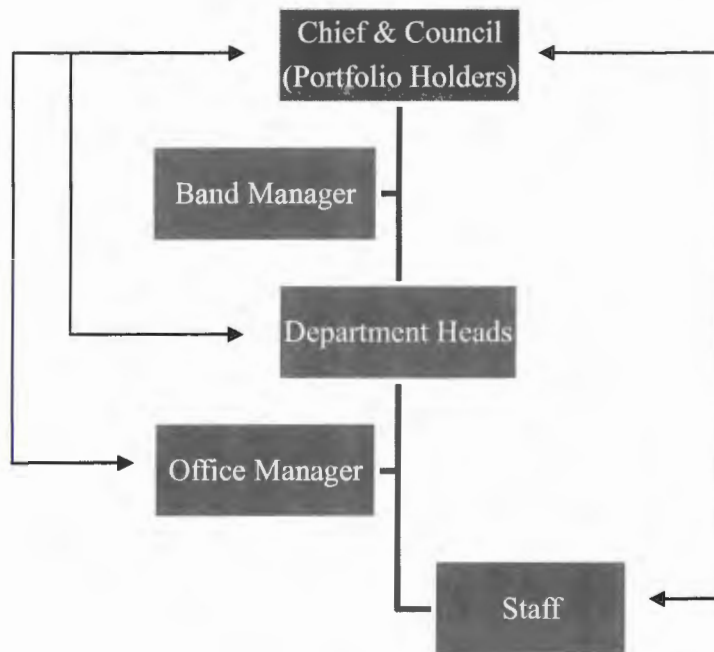 Chief & Council
(Portfolio Holders)
Band Manager
Department Heads
Office Manager
Staff